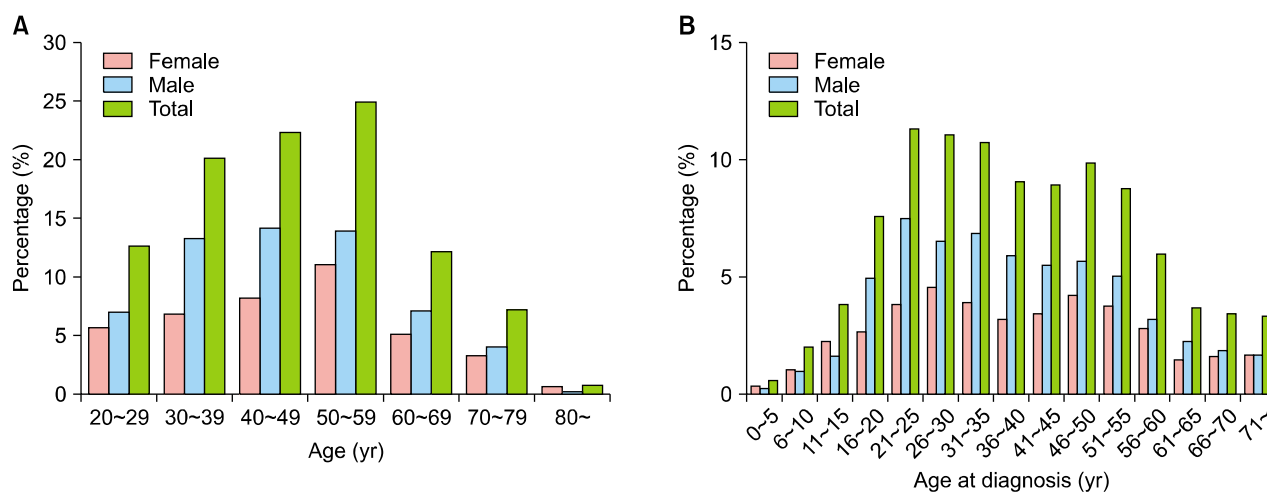 A
30
25
20
15
10
5
0
Percentage (%)
Female
Male
Total
20~29 30~39 40~49 50~59 60~69 70~79 80~
Age (yr)
B
15
10
5
0
Percentage (%)
Female
Male
Total
0~5 6~10 11~15 16~20 21~25 26~30 31~35 36~40 41~45 46~50 51~55 56~60 61~65 66~70 71~
Age at diagnosis (yr)